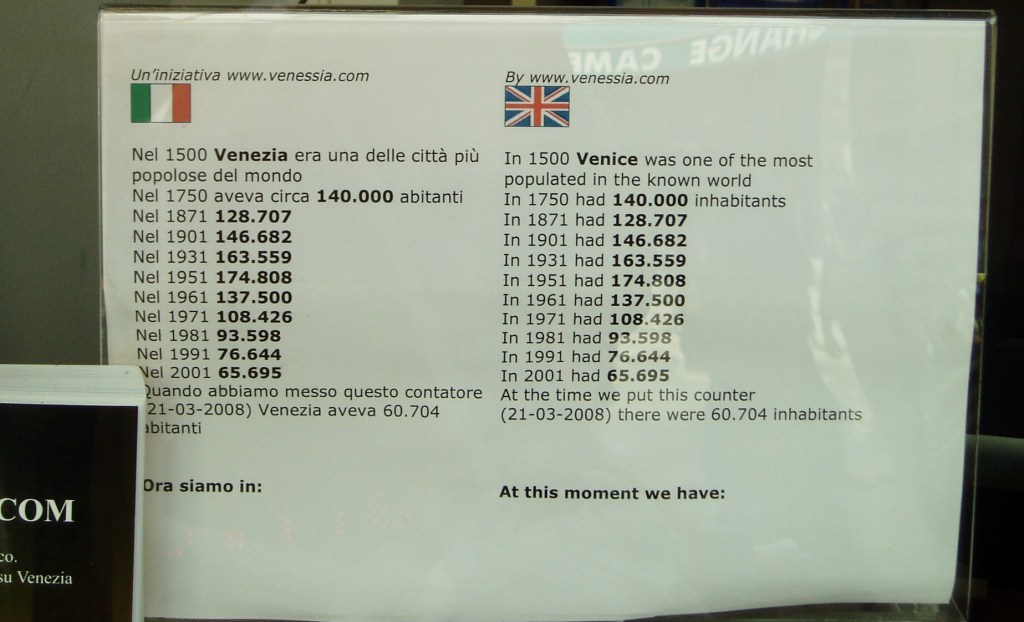 HANGE CAM
Un'iniziativa www.venessia.com
Nel 1500 Venezia era una delle città più
popolose del mondo
Nel 1750 aveva circa 140.000 abitanti
Nel 1871 128.707
Nel 1901 146.682
Nel 1931 163.559
Nel 1951 174.808
Nel 1961 137.500
Nel 1971 108.426
Nel 1981 93.598
Nel 1991 76.644
Nel 2001 65.695
Quando abbiamo messo questo contatore
(21-03-2008) Venezia aveva 60.704
abitanti
Ora siamo in:
By www.venessia.com
In 1500 Venice was one of the most
populated in the known world
In 1750 had 140.000 inhabitants
In 1871 had 128.707
In 1901 had 146.682
In 1931 had 163.559
In 1951 had 174.808
In 1961 had 137.500
In 1971 had 108.426
In 1981 had 93.598
In 1991 had 76.644
In 2001 had 65.695
At the time we put this counter
(21-03-2008) there were 60.704 inhabitants
At this moment we have:
COM
co.
su Venezia